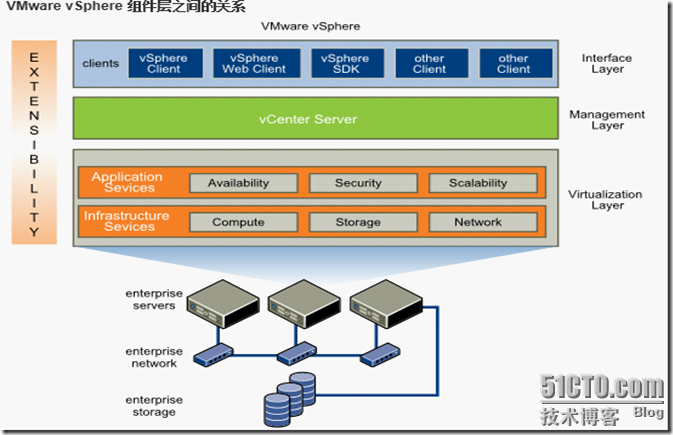 VMware vSphere 组件层之间的关系
VMware vSphere
EXTENSIBILITY
clients
vSphere
Client
vSphere
Web Client
vSphere
SDK
other
Client
other
Client
Interface
Layer
vCenter Server
Management
Layer
Application
Sevices
Availability
Security
Scalability
Infrastructure
Sevices
Compute
Storage
Network
Virtualization
Layer
enterprise
servers
enterprise
network
enterprise
storage
51CTO.com
技术博客 Blog